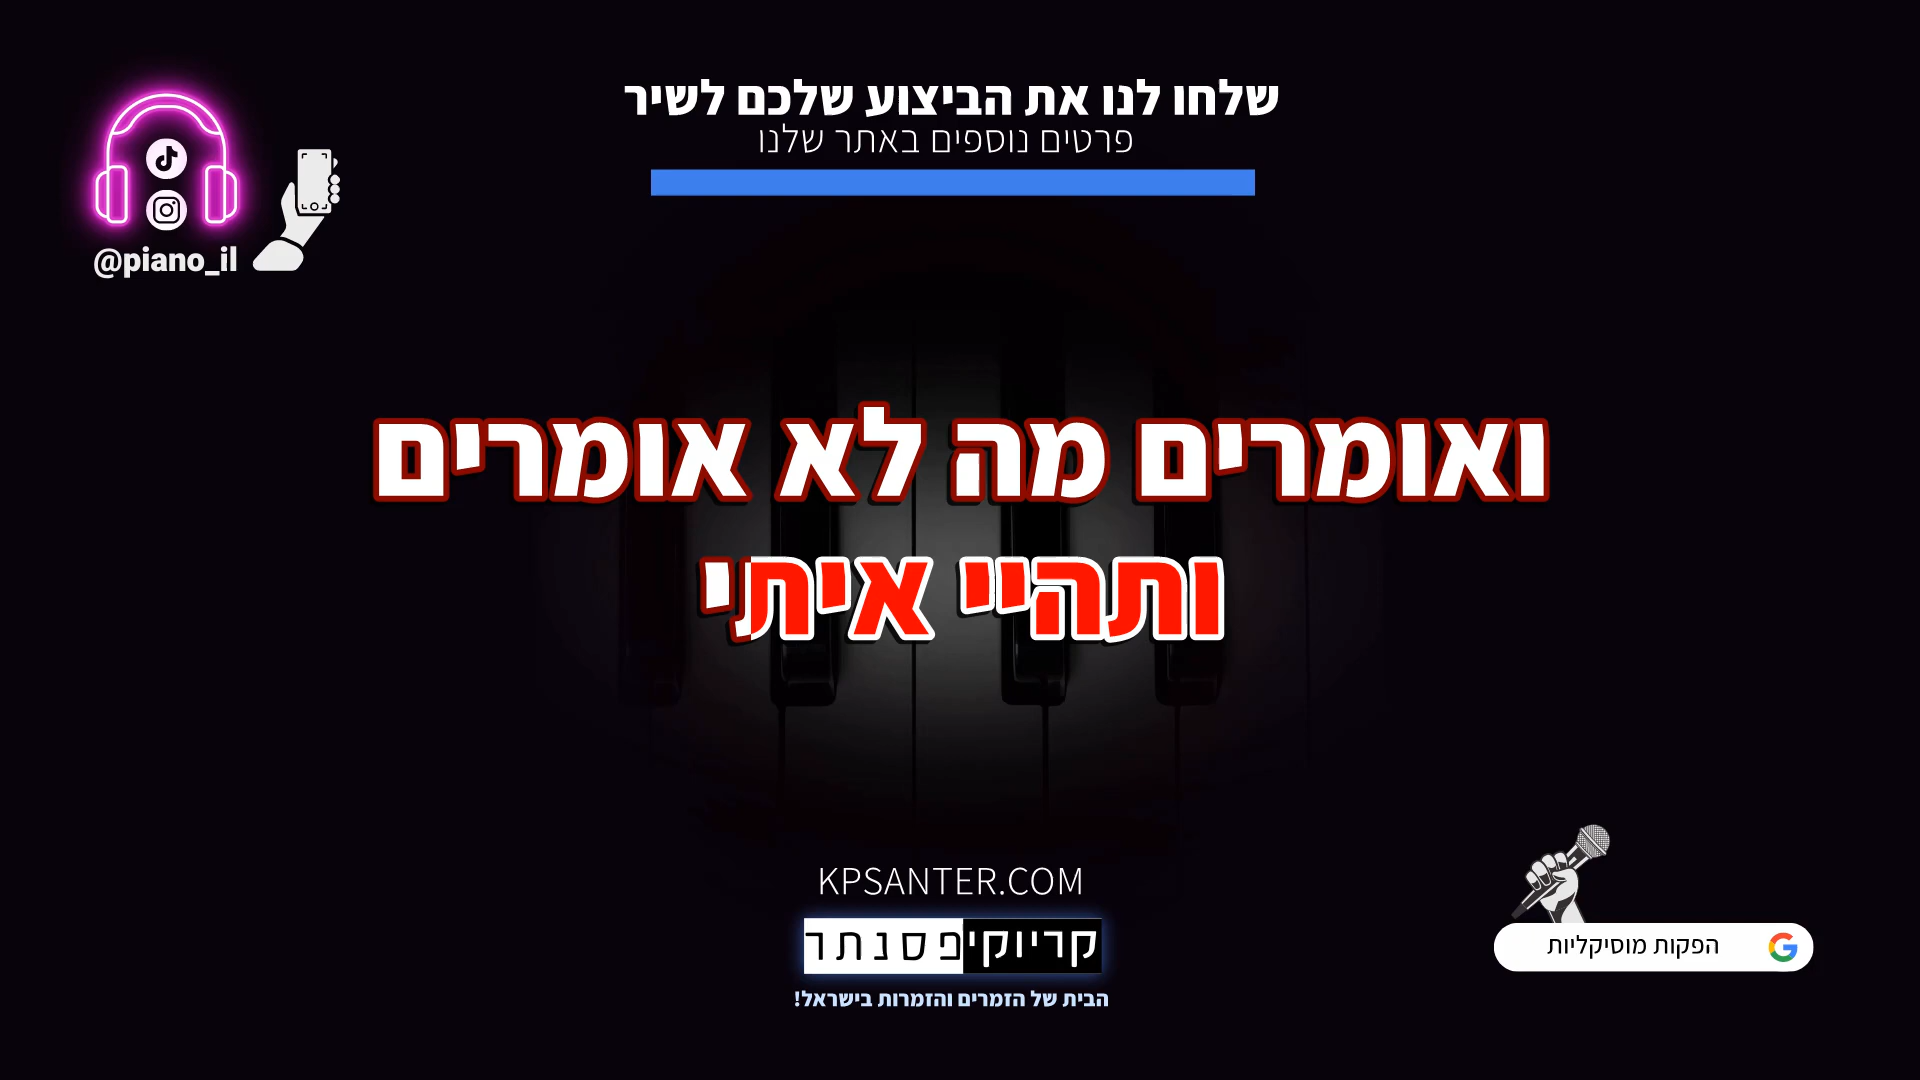 שלחו לנו את הביצוע שלכם לשיר
פרטים נוספים באתר שלנו
@piano_il
ואומרים מה לא אומרים
ותהיי איתי
KPSANTER.COM
קריוקיפסנתר
הבית של הזמרים והזמרות בישראל!
הפקות מוסיקליות